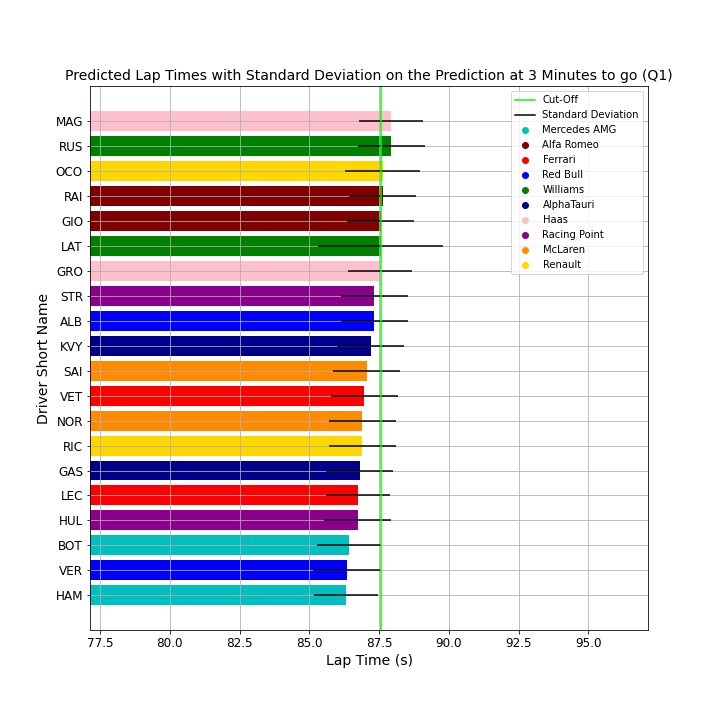 Predicted Lap Times with Standard Deviation on the Prediction at 3 Minutes to go (Q1)
Cut-Off
Standard Deviation
Mercedes AMG
Alfa Romeo
Ferrari
Red Bull
Williams
AlphaTauri
Haas
Racing Point
McLaren
Renault
Driver Short Name
MAG
RUS
OCO
RAI
GIO
LAT
GRO
STR
ALB
KVY
SAI
VET
NOR
RIC
GAS
LEC
HUL
BOT
VER
HAM
77.5 80.0 82.5 85.0 87.5 90.0 92.5 95.0
Lap Time (s)